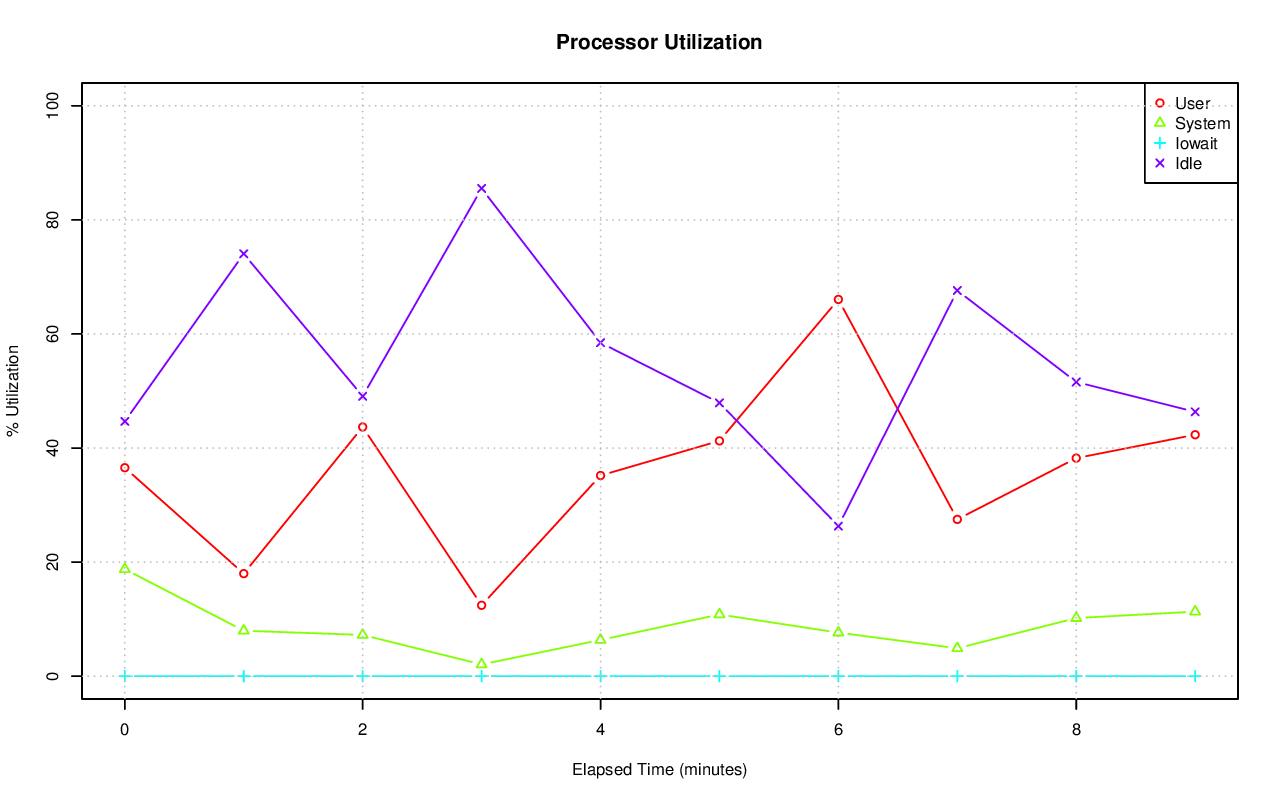 Processor Utilization
100
80
60
40
20
0
% Utilization
User
System
Iowait
Idle
0 2 4 6 8
Elapsed Time (minutes)